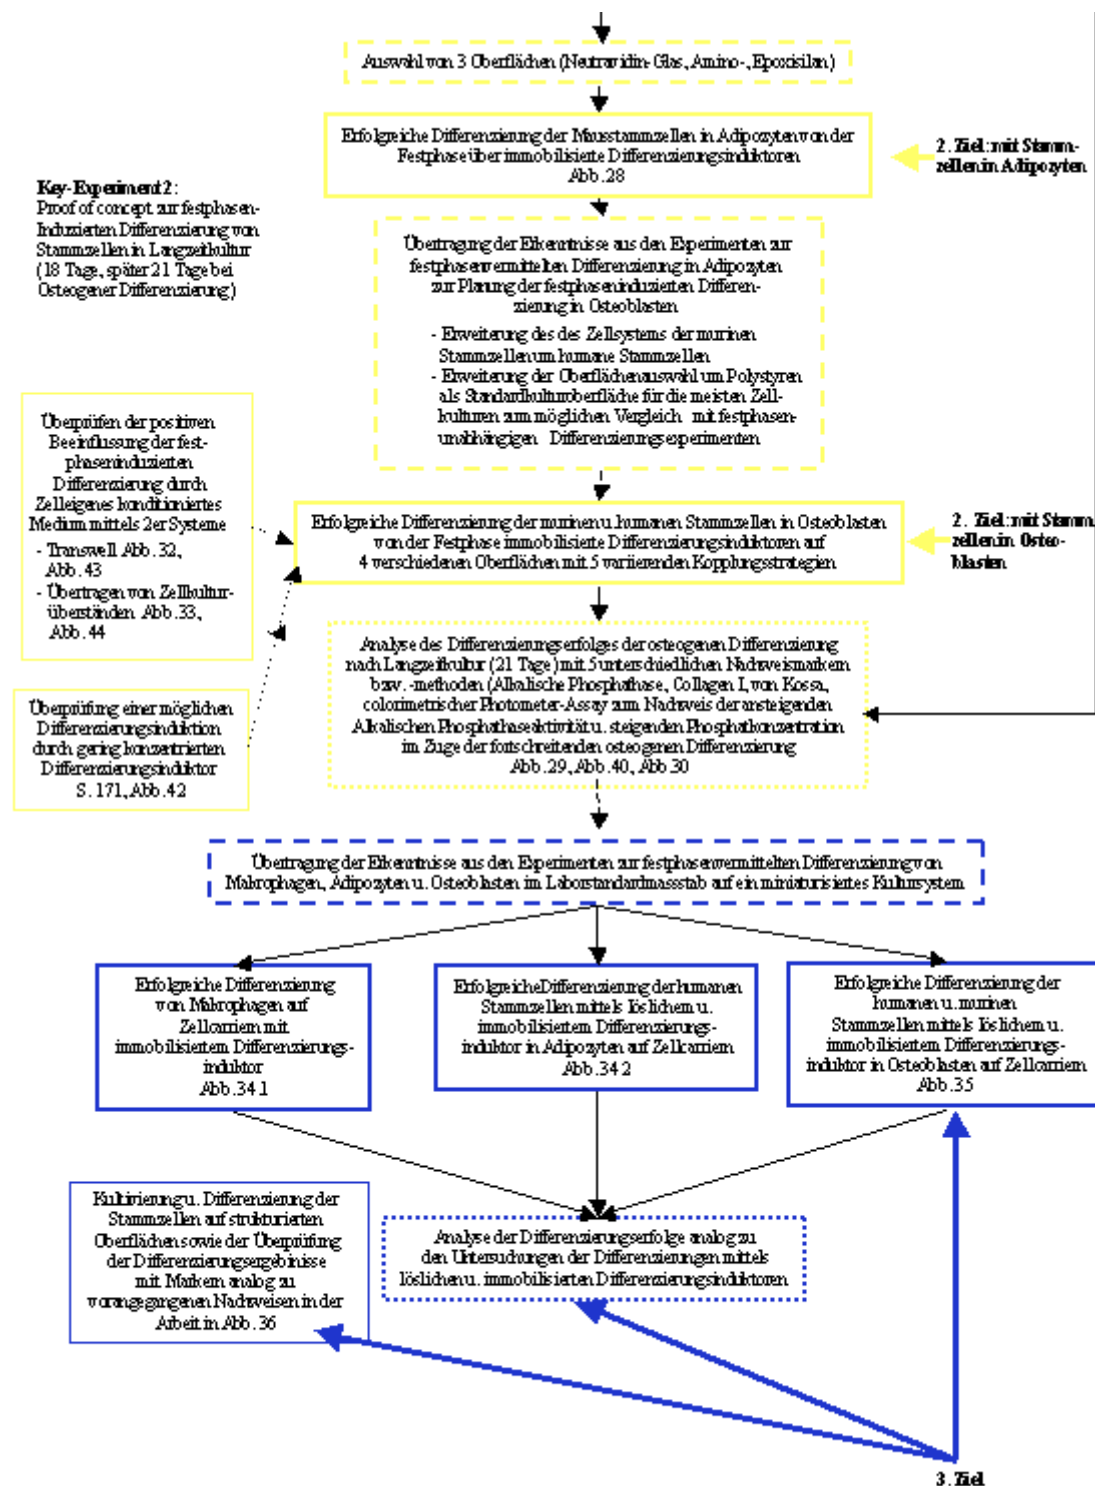 Auswahl von 3 Oberflächen (Neutravidin-Glas, Amino-, Epoxisilan)
Erfolgreiche Differenzierung der Mausstammzellen in Adipozyten von der
Festphase über immobilisierte Differenzierungsinduktoren
Abb. 28
2. Ziel: mit Stamm-
zellen in Adipozyten
Key-Experiment 2:
Proof of concept zur festphasen-
Induzierten Differenzierung von
Stammzellen in Langzeitkultur
(18 Tage, später 21 Tage bei
Osteogener Differenzierung)
Übertragung der Erkenntnisse aus den Experimenten zur
festphasenvermittelten Differenzierung in Adipozyten
zur Planung der festphaseninduzierten Differen-
zierung in Osteoblasten
- Erweiterung des des Zellsystems der murinen
Stammzellen um humane Stammzellen
- Erweiterung der Oberflächenauswahl um Polystyren
als Standardkulturoberfläche für die meisten Zell-
kulturen zum möglichen Vergleich mit festphasen-
unabhängigen Differenzierungsexperimenten
Überprüfen der positiven
Beeinflussung der fest-
phaseninduzierten
Differenzierung durch
Zelleigenes konditioniertes
Medium mittels 2er Systeme
- Transwell Abb. 32,
Abb. 43
- Übertragen von Zellkultur-
überständen Abb. 33,
Abb. 44
Erfolgreiche Differenzierung der murinen u. humanen Stammzellen in Osteoblasten
von der Festphase immobilisierte Differenzierungsinduktoren auf
4 verschiedenen Oberflächen mit 5 variierenden Kopplungsstrategien
2. Ziel: mit Stamm
zellen in Osteo-
blasten
Analyse des Differenzierungserfolges der osteogenen Differenzierung
nach Langzeitkultur (21 Tage) mit 5 unterschiedlichen Nachweismarkern
bzw. -methoden (Alkalische Phosphathase, Collagen I, von Kossa,
colorimetrischer Photometer-Assay zum Nachweis der ansteigenden
Alkalischen Phosphathaseaktivität u. steigenden Phosphatkonzentration
im Zuge der fortschreitenden osteogenen Differenzierung
Abb. 29, Abb. 40, Abb. 30
Überprüfung einer möglichen
Differenzierungsinduktion
durch gering konzentrierten
Differenzierungsinduktor
S. 171, Abb. 42
Übertragung der Erkenntnisse aus den Experimenten zur festphasenvermittelten Differenzierung von
Makrophagen, Adipozyten u. Osteoblasten im Laborstandardmassstab auf ein miniaturisiertes Kultursystem
Erfolgreiche Differenzierung
von Makrophagen auf
Zellcarriern mit
immobilisiertem Differenzierungs-
induktor
Abb. 34.1
Erfolgreiche Differenzierung der humanen
Stammzellen mittels löslichem u.
immobilisiertem Differenzierungs-
induktor in Adipozyten auf Zellcarriern
Abb. 34.2
Erfolgreiche Differenzierung der
humanen u. murinen
Stammzellen mittels löslichem u.
immobilisiertem Differenzierungs-
induktor in Osteoblasten auf Zellcarriern
Abb. 35
Kultivierung u. Differenzierung der
Stammzellen auf strukturierten
Oberflächen sowie der Überprüfung
der Differenzierungsergebinisse
mit Markern analog zu
vorangegangenen Nachweisen in der
Arbeit in Abb. 36
Analyse der Differenzierungserfolge analog zu
den Untersuchungen der Differenzierungen mittels
löslichen u. immobilisierten Differenzierungsinduktoren
3. Ziel